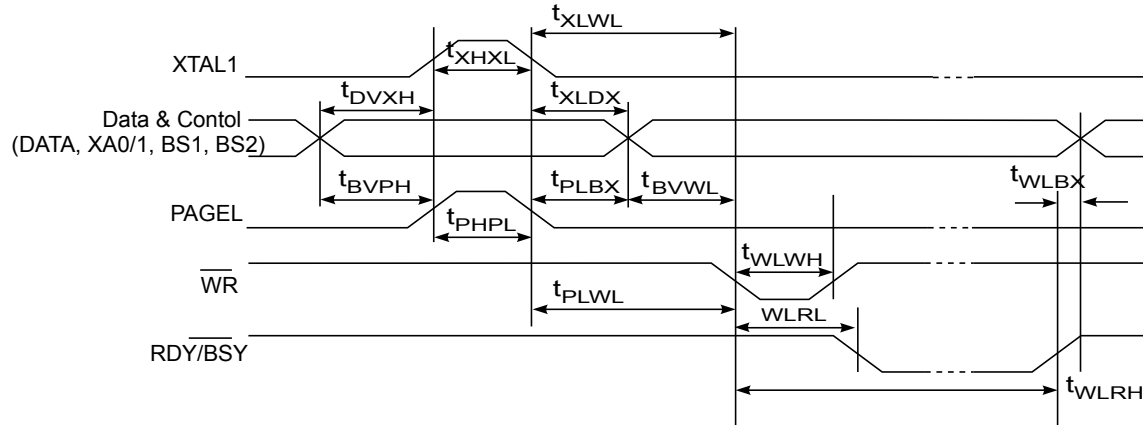 tXLWL
XTAL1
tXHXL
tDVXH
tXLDX
Data & Contol
(DATA, XA0/1, BS1, BS2)
tBVPH
tPLBX
tBVWL
tWLBX
PAGEL
tPHPL
tWLWH
WR
tPLWL
WLRL
RDY/BSY
tWLRH